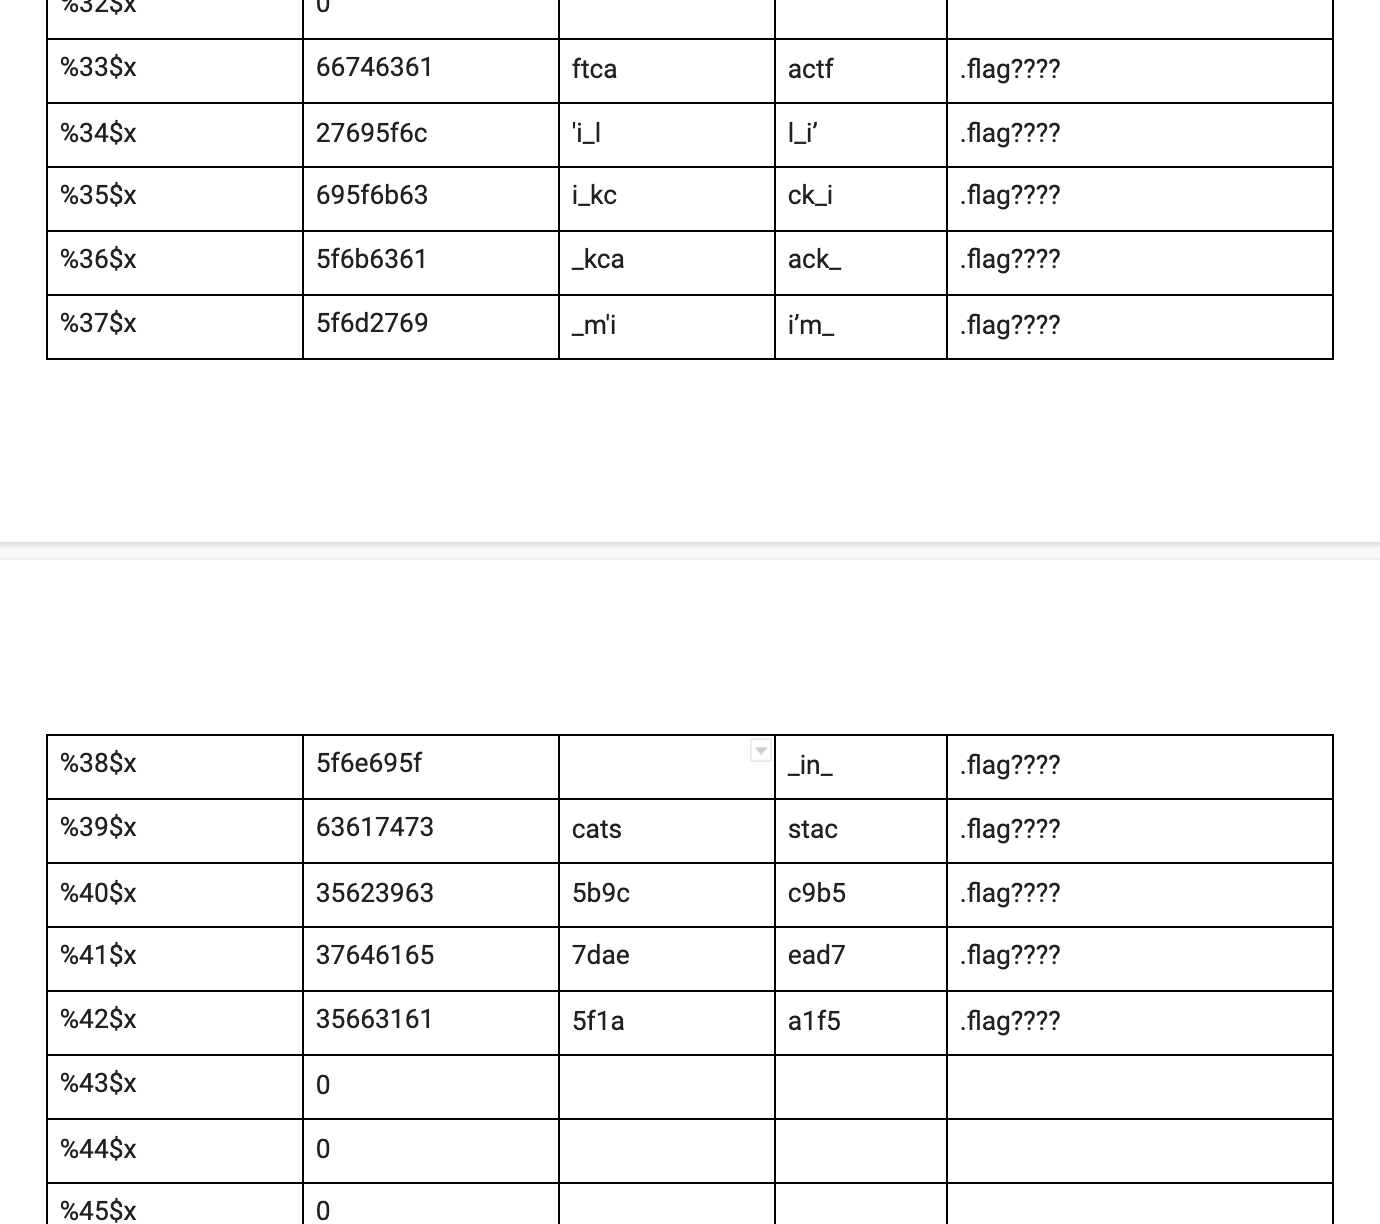 %32$x 0
%33$x 66746361 ftca actf .flag????
%34$x 27695f6c 'i_l l_i’ .flag????
%35$x 695f6b63 i_kc ck_i .flag????
%36$x 5f6b6361 _kca ack_ .flag????
%37$x 5f6d2769 _m'i i’m_ .flag????
%38$x 5f6e695f _in_ .flag????
%39$x 63617473 cats stac .flag????
%40$x 35623963 5b9c c9b5 .flag????
%41$x 37646165 7dae ead7 .flag????
%42$x 35663161 5f1a a1f5 .flag????
%43$x 0
%44$x 0
%45$x 0